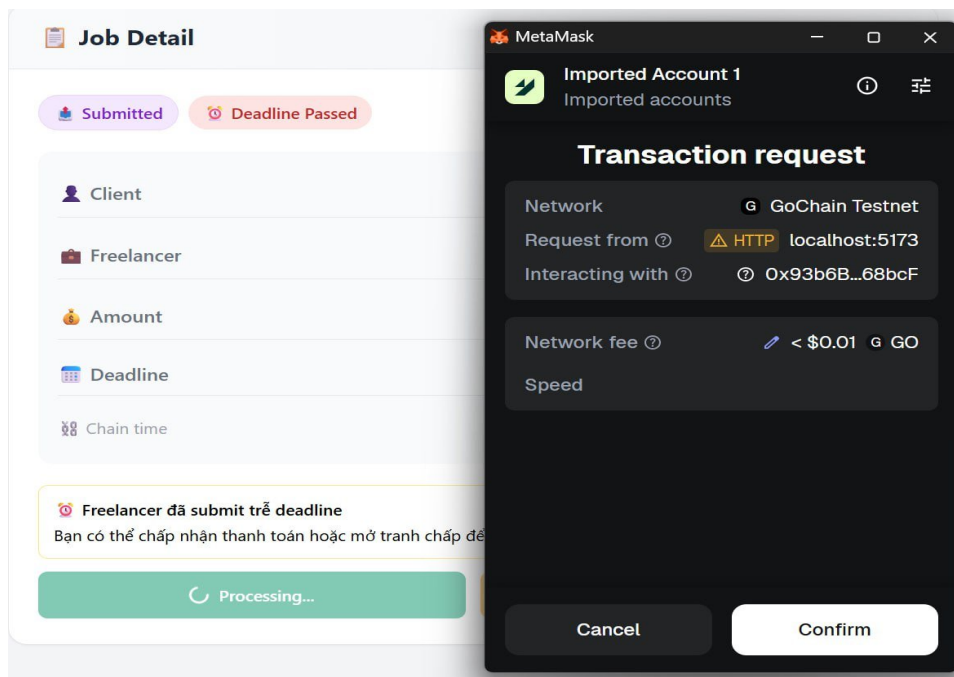 Job Detail
Submitted
Deadline Passed
Client
Freelancer
Amount
Deadline
Chain time
Freelancer đã submit trễ deadline
Bạn có thể chấp nhận thanh toán hoặc mở tranh chấp để
Processing...
MetaMask
Imported Account 1
Imported accounts
Transaction request
Network G GoChain Testnet
Request from HTTP localhost:5173
Interacting with 0x93b6B...68bcF
Network fee < $0.01 G GO
Speed
Cancel
Confirm